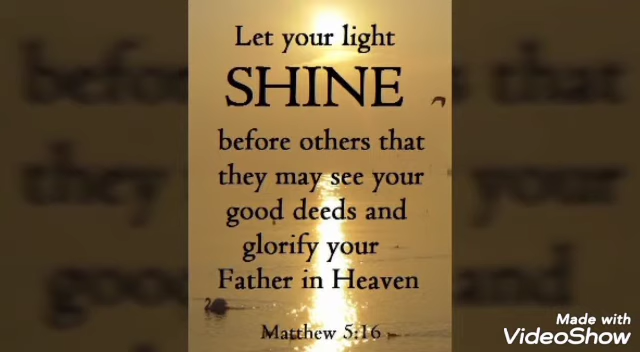 Let your light
SHINE
before others that
they may see your
good deeds and
glorify your
Father in Heaven
Matthew 5:16
Made with
VideoShow